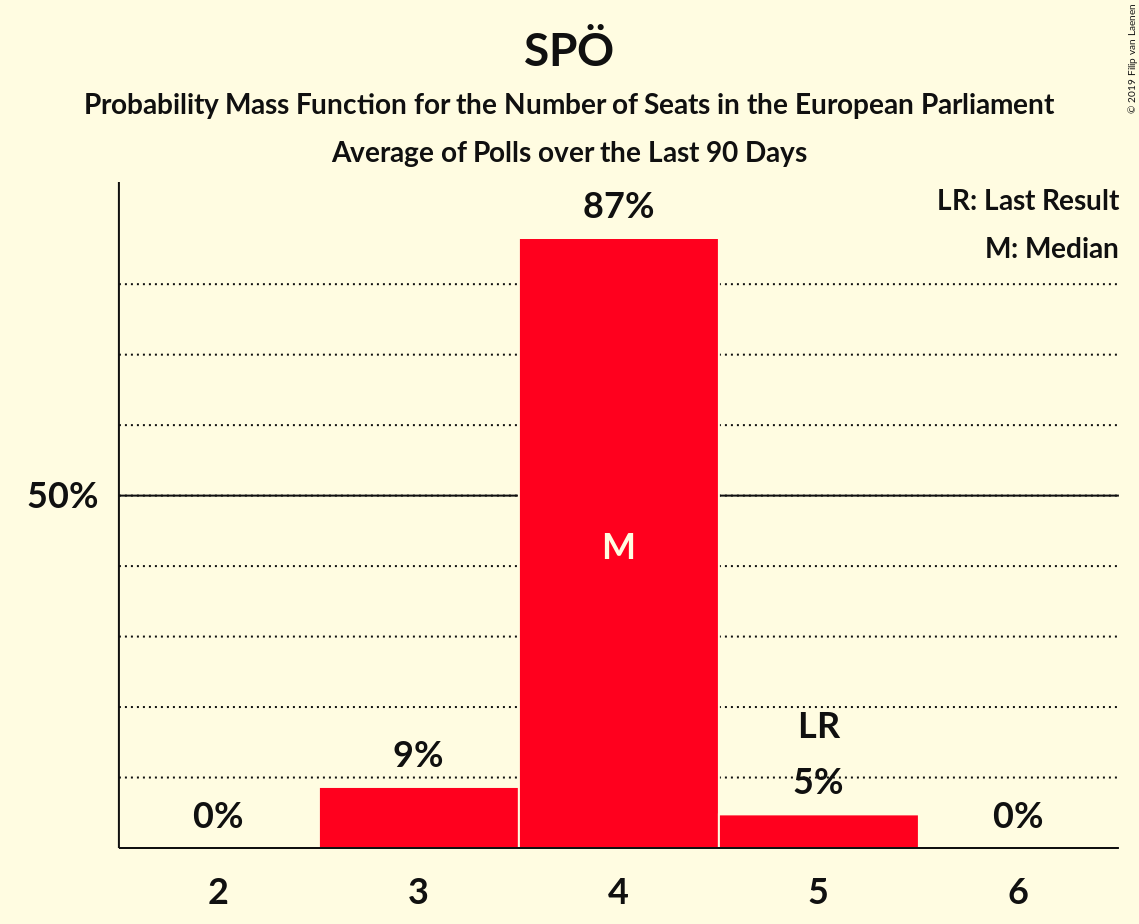 SPÖ
Probability Mass Function for the Number of Seats in the European Parliament
Average of Polls over the Last 90 Days
© 2019 Filip van Laenen
LR: Last Result
M: Median
87%
50%
M
LR
9%
5%
0%
0%
2
3
4
5
6